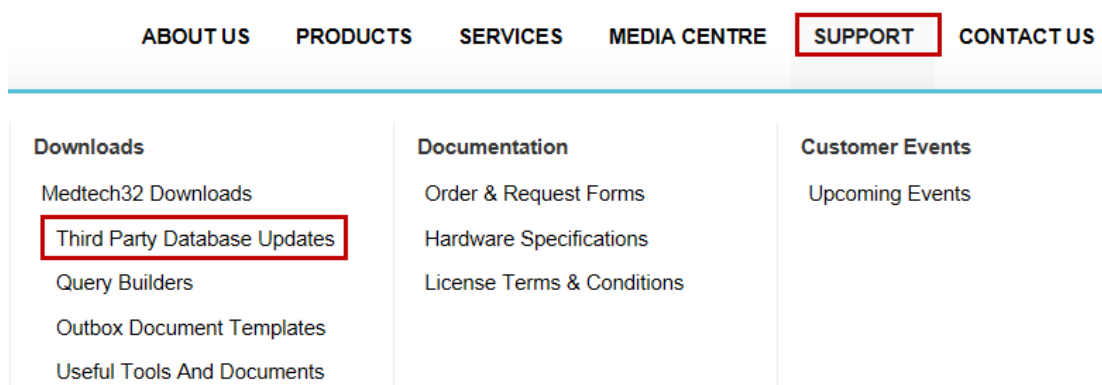 ABOUT US PRODUCTS SERVICES MEDIA CENTRE SUPPORT CONTACT US
Downloads
Medtech32 Downloads
Third Party Database Updates
Query Builders
Outbox Document Templates
Useful Tools And Documents
Documentation
Order & Request Forms
Hardware Specifications
License Terms & Conditions
Customer Events
Upcoming Events